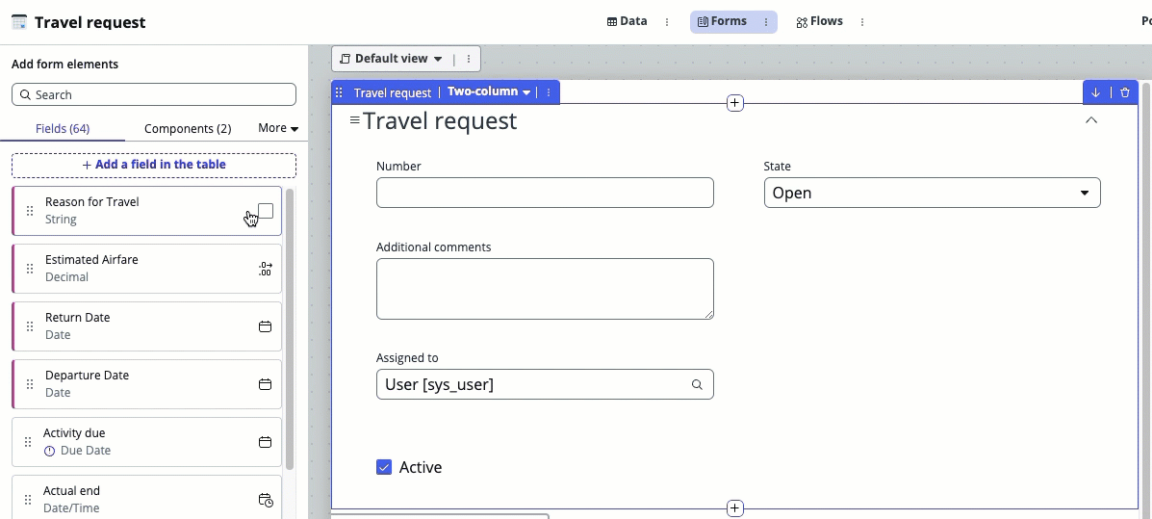 Travel request
Data
Forms
Flows
Add form elements
Search
Fields (64)
Components (2)
More
+ Add a field in the table
Reason for Travel
String
Estimated Airfare
Decimal
Return Date
Date
Departure Date
Date
Activity due
Due Date
Actual end
Date/Time
Default view
Travel request | Two-column
Travel request
Number
State
Open
Additional comments
Assigned to
User [sys_user]
Active